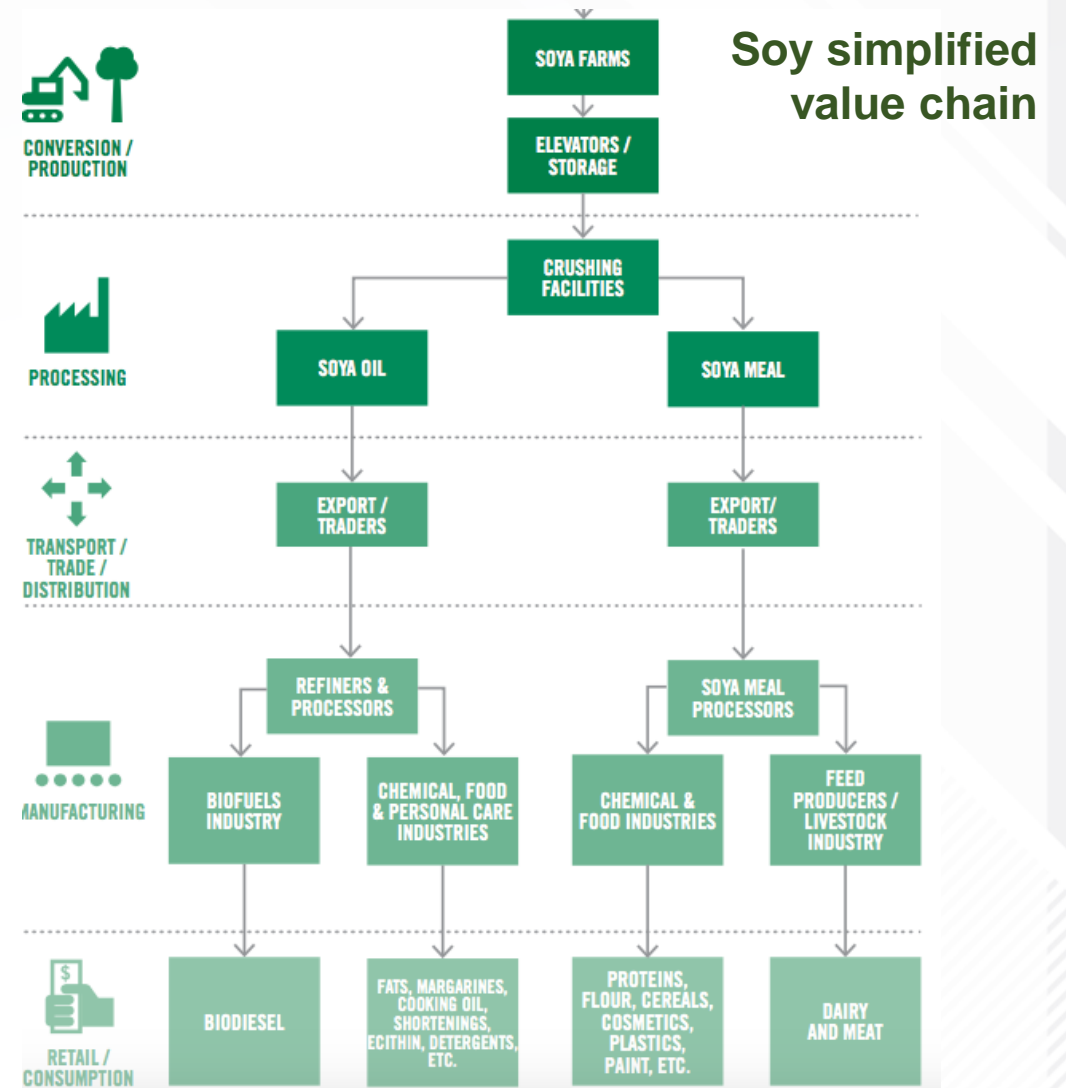 Soy simplified
value chain
SOYA FARMS
CONVERSION /
PRODUCTION
ELEVATORS /
STORAGE
CRUSHING
FACILITIES
PROCESSING
SOYA OIL
SOYA MEAL
TRANSPORT /
TRADE /
DISTRIBUTION
EXPORT /
TRADERS
EXPORT/
TRADERS
MANUFACTURING
REFINERS &
PROCESSORS
SOYA MEAL
PROCESSORS
BIOFUELS
INDUSTRY
CHEMICAL, FOOD
& PERSONAL CARE
INDUSTRIES
CHEMICAL &
FOOD INDUSTRIES
FEED
PRODUCERS /
LIVESTOCK
INDUSTRY
$
RETAIL /
CONSUMPTION
BIODIESEL
FATS, MARGARINES,
COOKING OIL,
SHORTENINGS,
ECITHIN, DETERGENTS,
ETC.
PROTEINS,
FLOUR, CEREALS,
COSMETICS,
PLASTICS,
PAINT, ETC.
DAIRY
AND MEAT